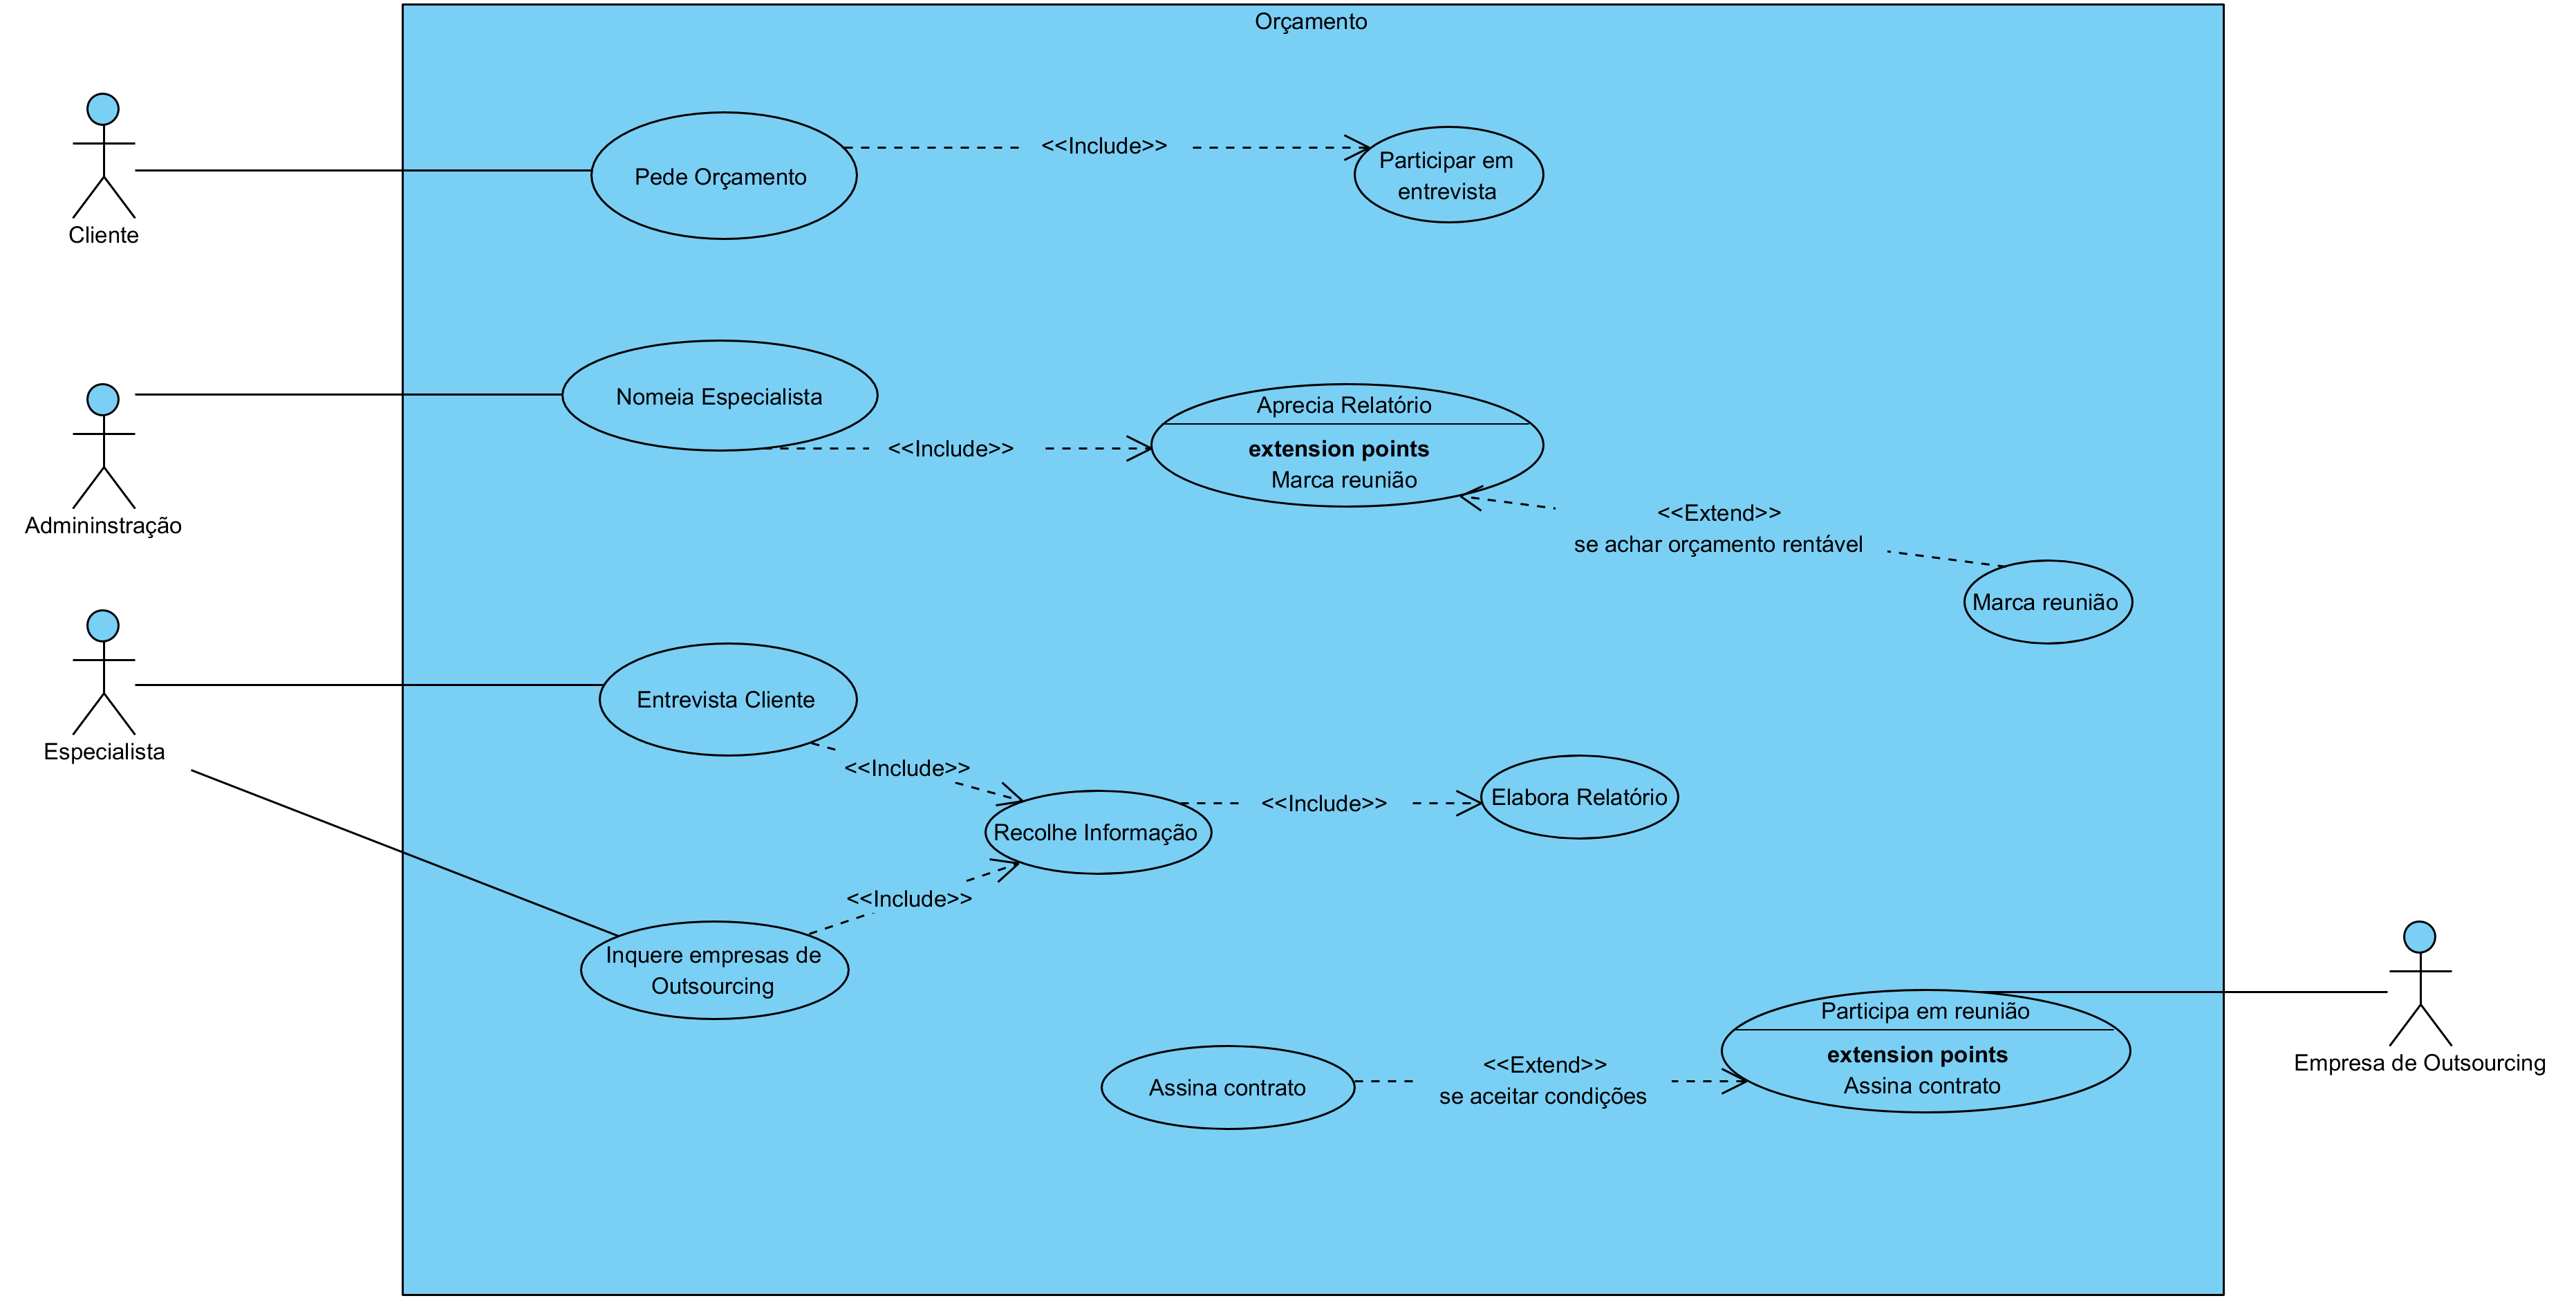 Orçamento
Cliente
Pede Orçamento
<<Include>>
Participar em
entrevista
Admininstração
Nomeia Especialista
<<Include>>
Aprecia Relatório
extension points
Marca reunião
<<Extend>>
se achar orçamento rentável
Marca reunião
Especialista
Entrevista Cliente
<<Include>>
Recolhe Informação
<<Include>>
Elabora Relatório
<<Include>>
Inquere empresas de
Outsourcing
Assina contrato
<<Extend>>
se aceitar condições
Participa em reunião
extension points
Assina contrato
Empresa de Outsourcing